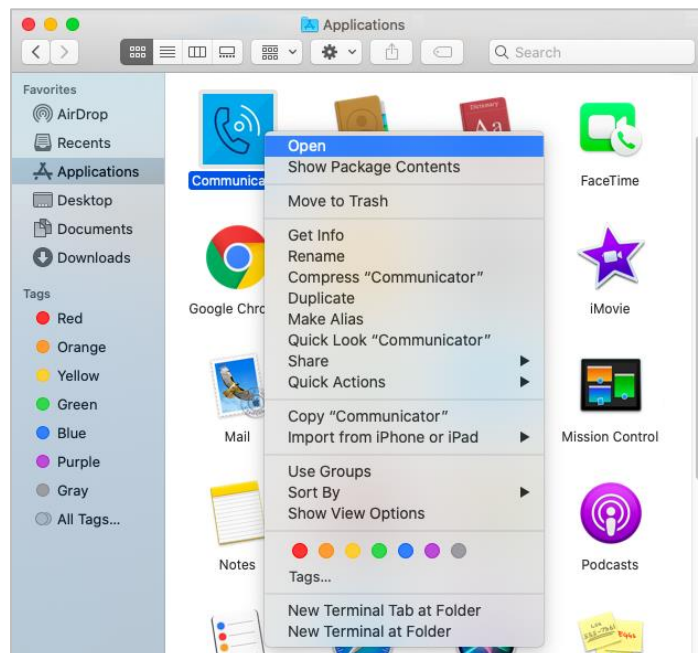 Applications
Search
Favorites
AirDrop
Recents
Applications
Desktop
Documents
Downloads
Tags
Red
Orange
Yellow
Green
Blue
Purple
Gray
All Tags...
Communica
Dictionary
Aa
FaceTime
Google Chro
iMovie
Mail
Mission Control
Notes
Podcasts
Open
Show Package Contents
Move to Trash
Get Info
Rename
Compress “Communicator”
Duplicate
Make Alias
Quick Look “Communicator”
Share
Quick Actions
Copy “Communicator”
Import from iPhone or iPad
Use Groups
Sort By
Show View Options
Tags...
New Terminal Tab at Folder
New Terminal at Folder